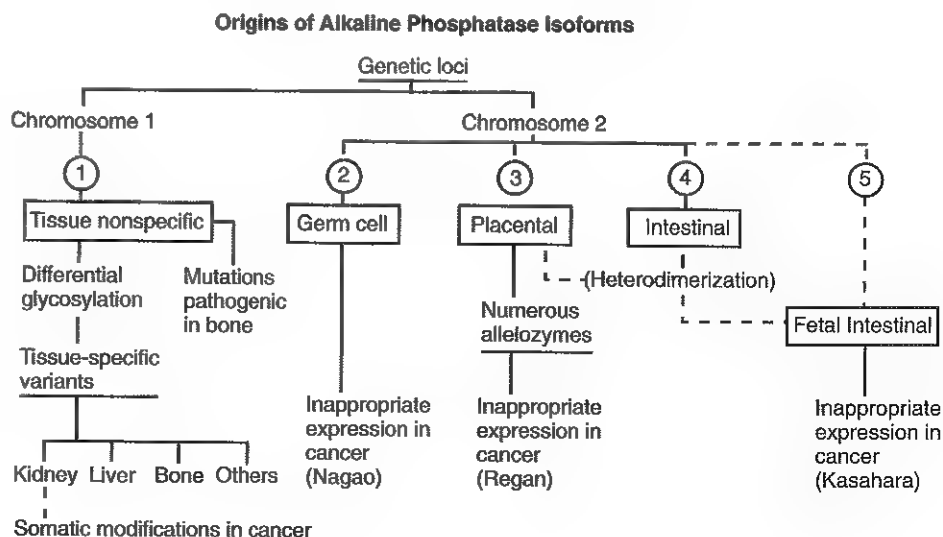 Origins of Alkaline Phosphatase Isoforms
Genetic loci
Chromosome 1
Chromosome 2
1
2
3
4
5
Tissue nonspecific
Germ cell
Placental
Intestinal
Differential
glycosylation
Mutations
pathogenic
in bone
(Heterodimerization)
Numerous
allelozymes
Fetal Intestinal
Tissue-specific
variants
Inappropriate
expression in
cancer
(Nagao)
Inappropriate
expression in
cancer
(Regan)
Inappropriate
expression in
cancer
(Kasahara)
Kidney Liver Bone Others
Somatic modifications in cancer